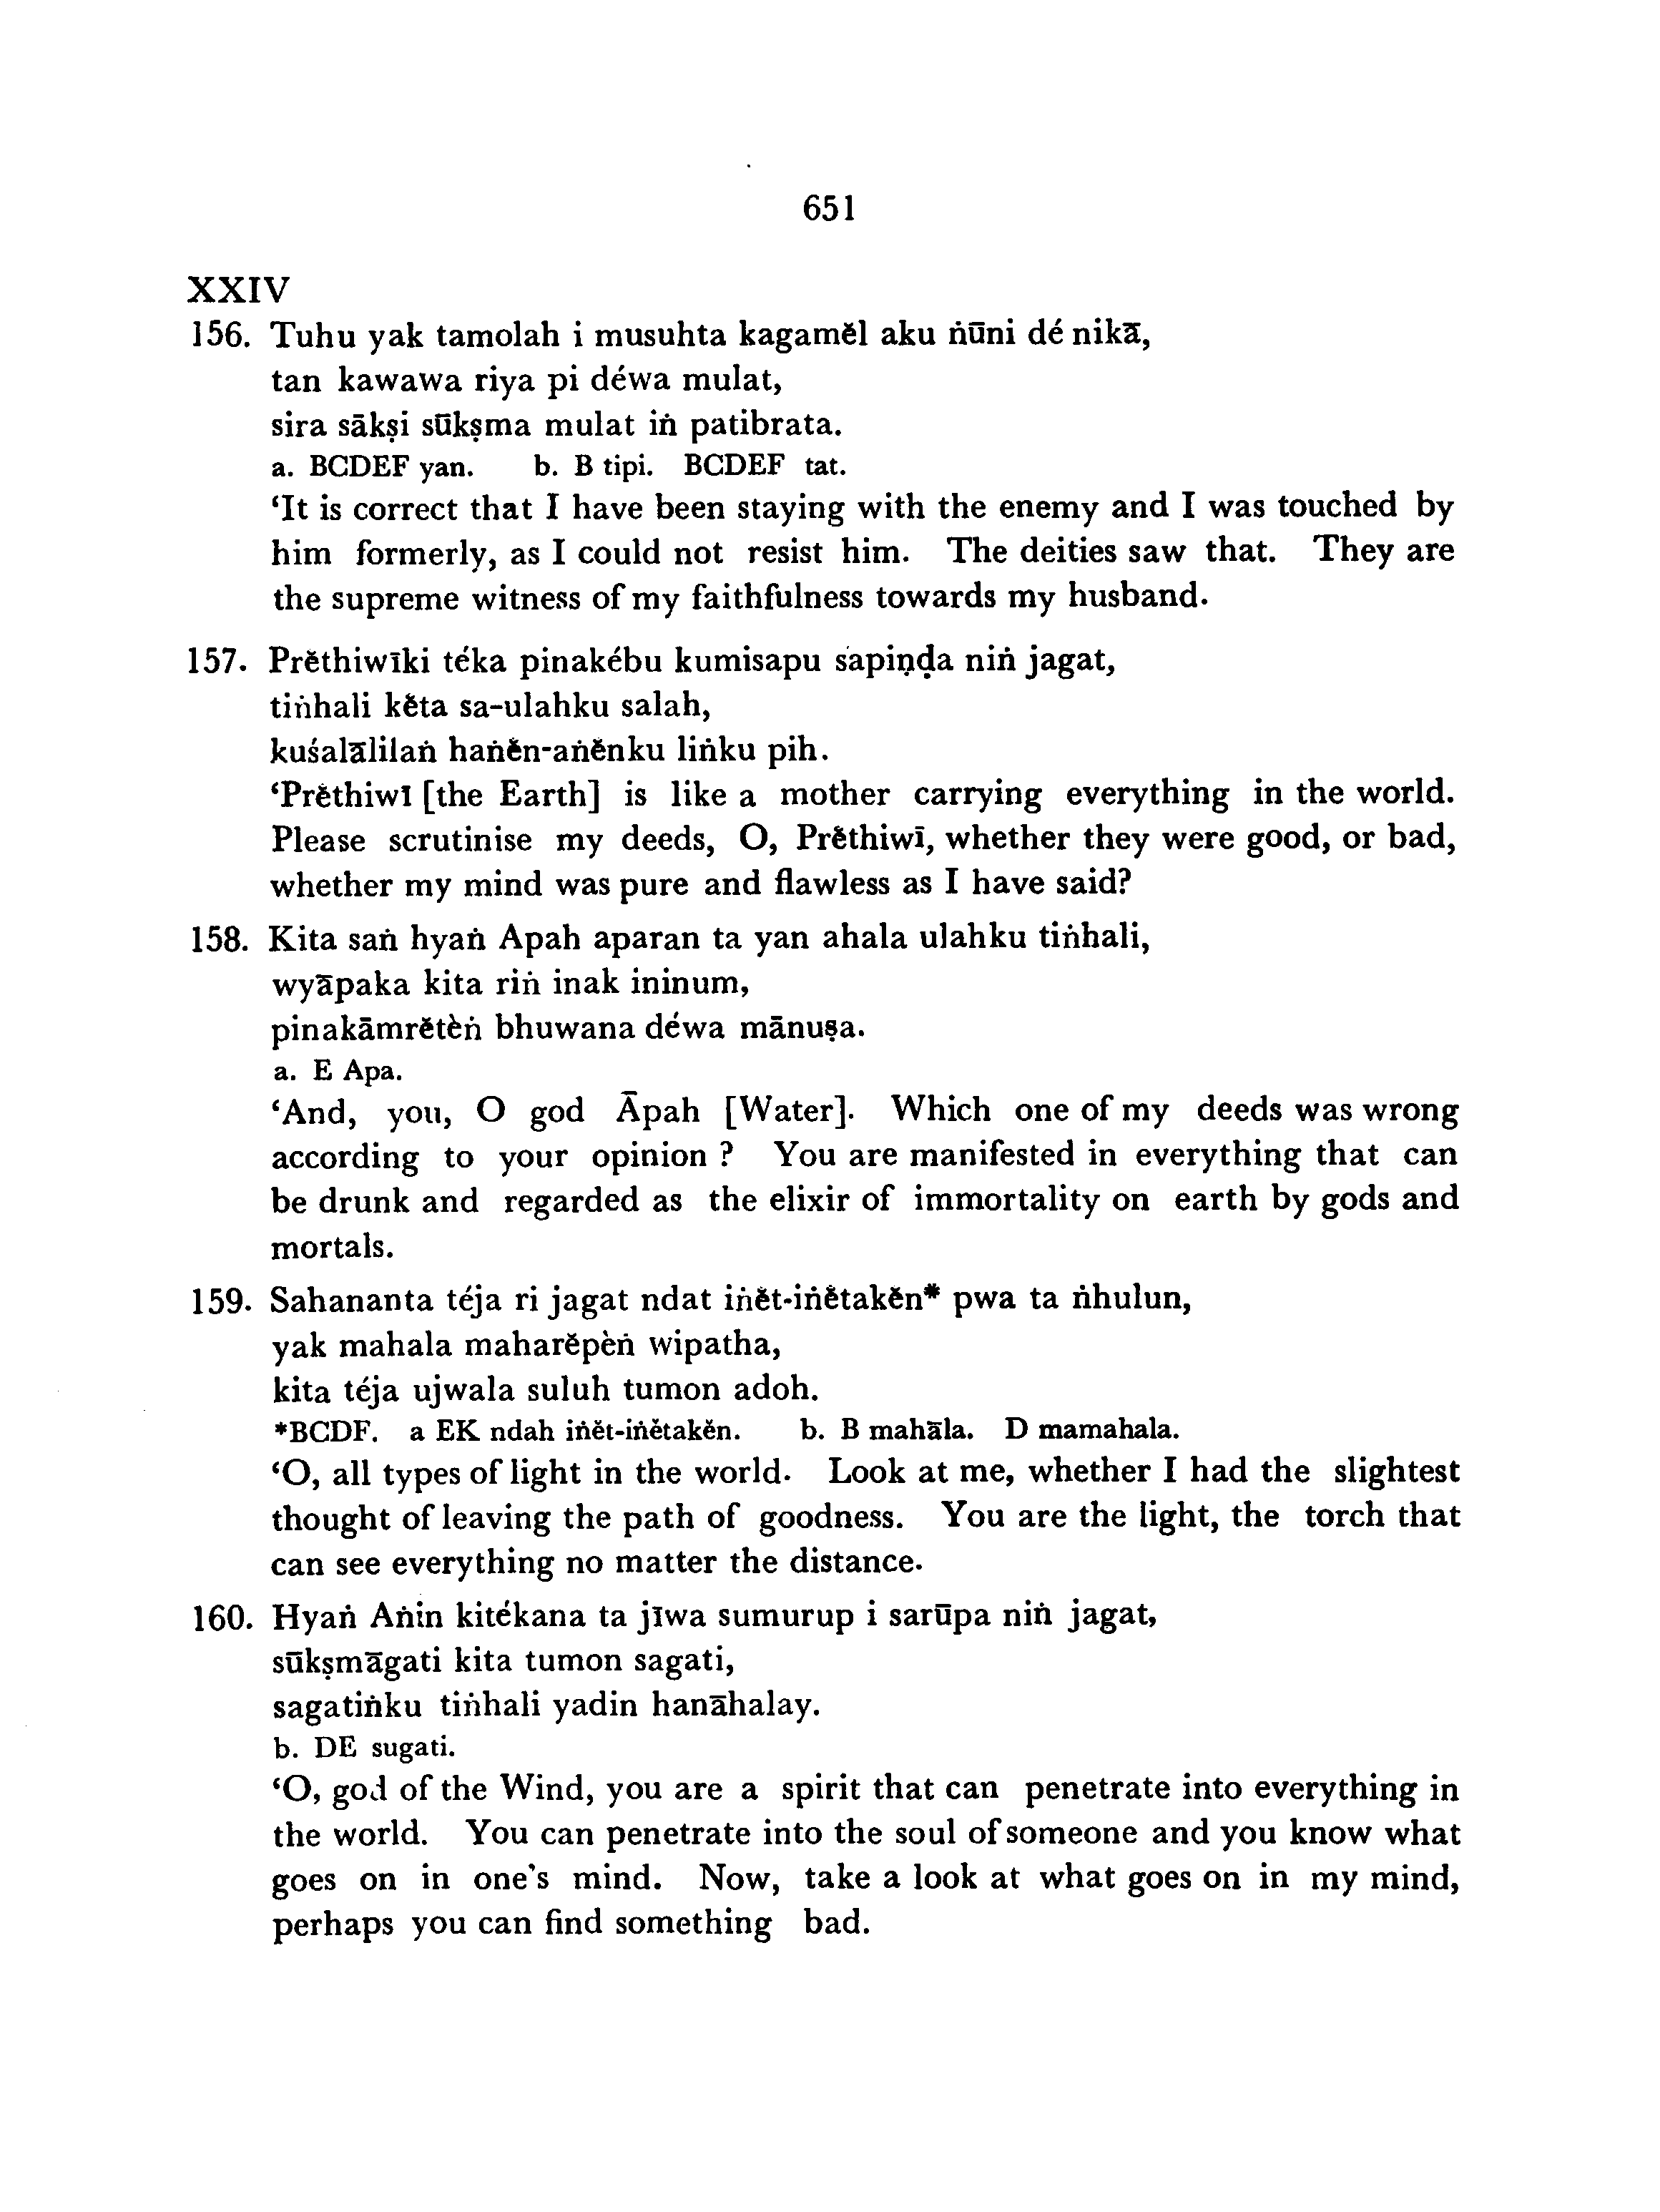 651
XXIV
156. Tuhu yak tamolah i musuhta kagamĕl aku ṅūni dé nikā,
tan kawawa riya pi déwa mulat,
sira sākṣi sūkṣma mulat iṅ patibrata.
a. BCDEF yan. b. B tipi. BCDEF tat.
‘It is correct that I have been staying with the enemy and I was touched by
him formerly, as I could not resist him. The deities saw that. They are
the supreme witness of my faithfulness towards my husband.
157. Prĕthiwīki téka pinakébu kumisapu sapiṇḍa niṅ jagat,
tiṅhali kĕta sa-ulahku salah,
kuśalālilaṅ haṅĕn-aṅĕnku liṅku pih.
‘Prĕthiwī [the Earth] is like a mother carrying everything in the world.
Please scrutinise my deeds, O, Prĕthiwī, whether they were good, or bad,
whether my mind was pure and flawless as I have said?
158. Kita saṅ hyaṅ Apah aparan ta yan ahala ulahku tiṅhali,
wyāpaka kita riṅ inak ininum,
pinakāmrĕtèṅ bhuwana déwa mānuṣa.
a. E Apa.
‘And, you, O god Āpah [Water]. Which one of my deeds was wrong
according to your opinion ? You are manifested in everything that can
be drunk and regarded as the elixir of immortality on earth by gods and
mortals.
159. Sahananta téja ri jagat ndat iṅĕt-iṅĕtakĕn* pwa ta ṅhulun,
yak mahala maharĕpèṅ wipatha,
kita téja ujwala suluh tumon adoh.
*BCDF. a EK ndah iṅĕt-iṅĕtakĕn. b. B mahāla. D mamahala.
‘O, all types of light in the world. Look at me, whether I had the slightest
thought of leaving the path of goodness. You are the light, the torch that
can see everything no matter the distance.
160. Hyaṅ Aṅin kitékana ta jīwa sumurup i sarūpa niṅ jagat,
sūkṣmāgati kita tumon sagati,
sagatiṅku tiṅhali yadin hanāhalay.
b. DE sugati.
‘O, god of the Wind, you are a spirit that can penetrate into everything in
the world. You can penetrate into the soul of someone and you know what
goes on in one's mind. Now, take a look at what goes on in my mind,
perhaps you can find something bad.